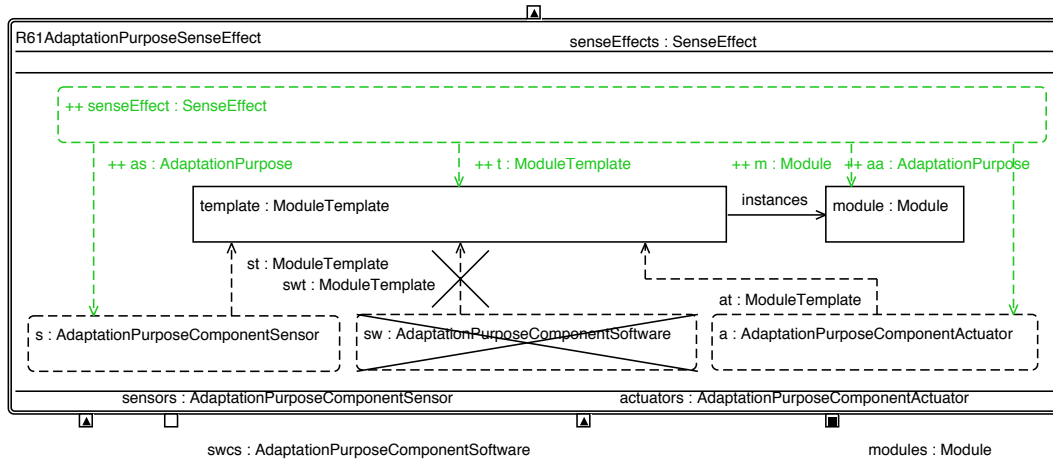 R61AdaptationPurposeSenseEffect
senseEffects : SenseEffect
++ senseEffect : SenseEffect
++ as : AdaptationPurpose
++ t : ModuleTemplate
++ m : Module
++ aa : AdaptationPurpose
template : ModuleTemplate
instances
module : Module
st : ModuleTemplate
swt : ModuleTemplate
at : ModuleTemplate
s : AdaptationPurposeComponentSensor
sw : AdaptationPurposeComponentSoftware
a : AdaptationPurposeComponentActuator
sensors : AdaptationPurposeComponentSensor
actuators : AdaptationPurposeComponentActuator
swcs : AdaptationPurposeComponentSoftware
modules : Module